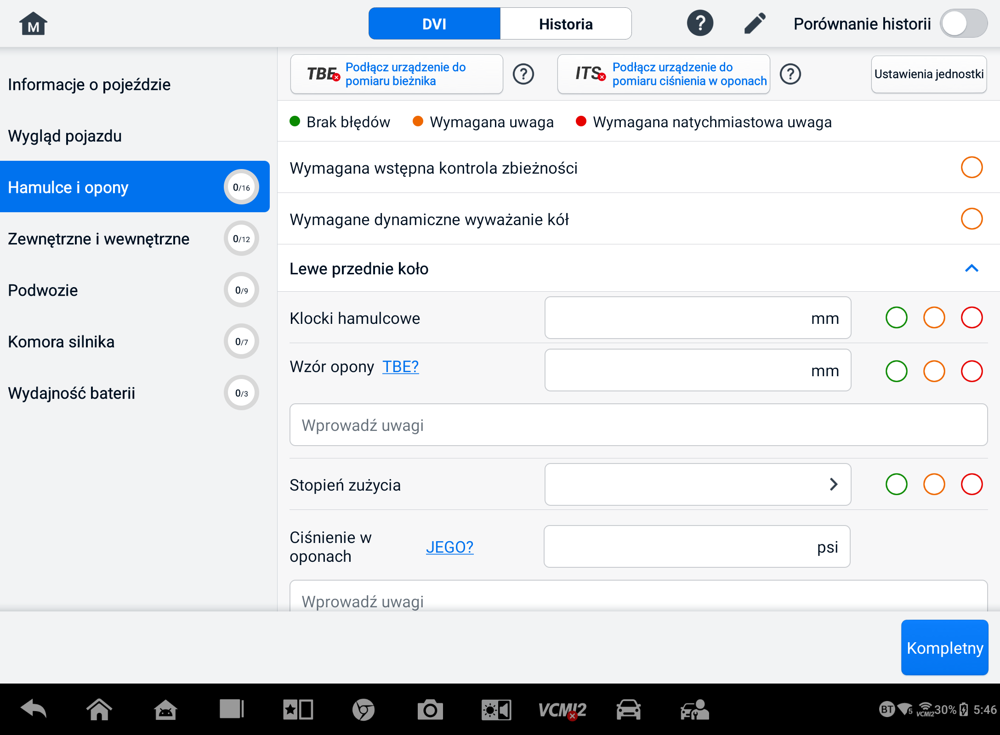 M
DVI
Historia
?
Porównanie historii
Informacje o pojeździe
Wygląd pojazdu
Hamulce i opony
0/16
Zewnętrzne i wewnętrzne
0/12
Podwozie
0/9
Komora silnika
0/7
Wydajność baterii
0/3
TBE
Podłącz urządzenie do
pomiaru bieżnika
?
ITS
Podłącz urządzenie do
pomiaru ciśnienia w oponach
?
Ustawienia jednostki
Brak błędów
Wymagana uwaga
Wymagana natychmiastowa uwaga
Wymagana wstępna kontrola zbieżności
Wymagane dynamiczne wyważanie kół
Lewe przednie koło
Klocki hamulcowe
mm
Wzór opony TBE?
mm
Wprowadź uwagi
Stopień zużycia
Ciśnienie w
oponach
JEGO?
psi
Wprowadź uwagi
Kompletny
VCMI2
BT
5
VCMI2
30%
5:46